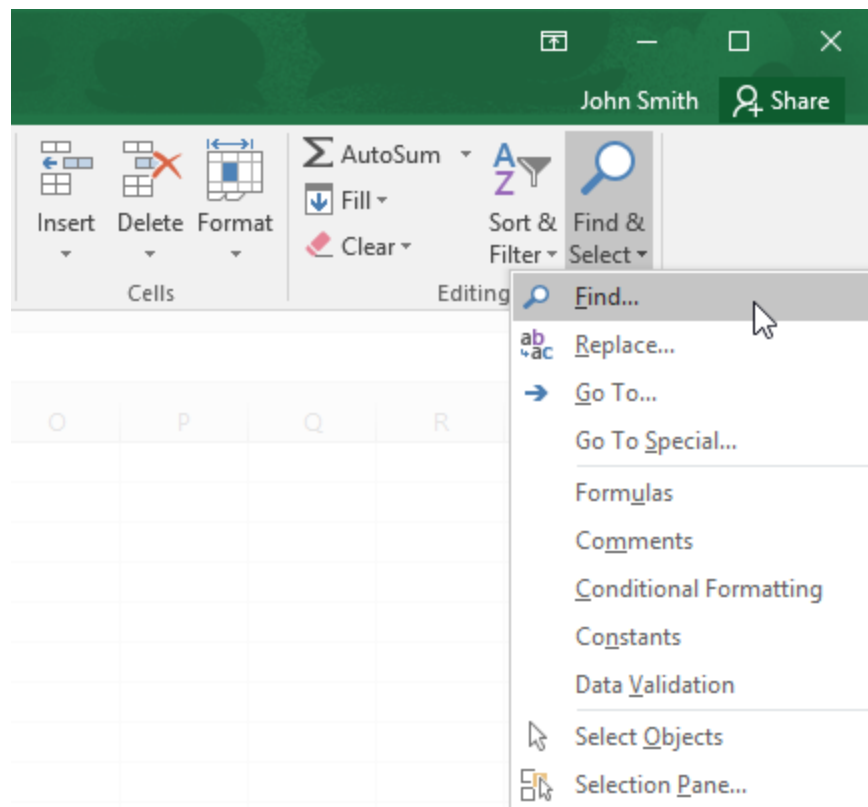 John Smith Share
AutoSum
Fill
Clear
Insert Delete Format
Sort & Filter
Find & Select
Cells
Editing
O P Q R
Find...
Replace...
Go To...
Go To Special...
Formulas
Comments
Conditional Formatting
Constants
Data Validation
Select Objects
Selection Pane...